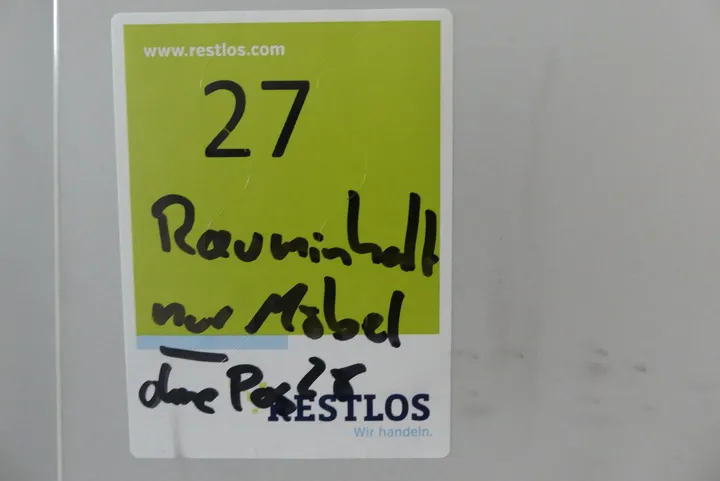 www.restlos.com
27
Rauminhalt
nur Möbel
ohne Pos 28
RESTLOS
Wir handeln.